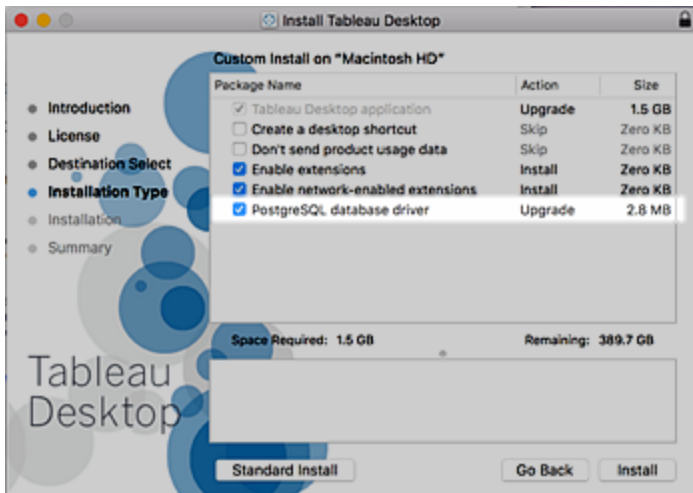 Install Tableau Desktop
Custom Install on "Macintosh HD"
Package Name Action Size
Tableau Desktop application Upgrade 1.5 GB
Create a desktop shortcut Skip Zero KB
Don't send product usage data Skip Zero KB
Enable extensions Install Zero KB
Enable network-enabled extensions Install Zero KB
PostgreSQL database driver Upgrade 2.8 MB
Introduction
License
Destination Select
Installation Type
Installation
Summary
Space Required: 1.5 GB Remaining: 389.7 GB
Tableau
Desktop
Standard Install Go Back Install